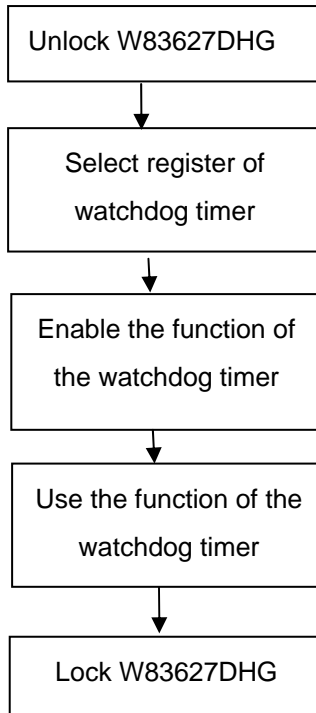 Unlock W83627DHG
Select register of
watchdog timer
Enable the function of
the watchdog timer
Use the function of the
watchdog timer
Lock W83627DHG